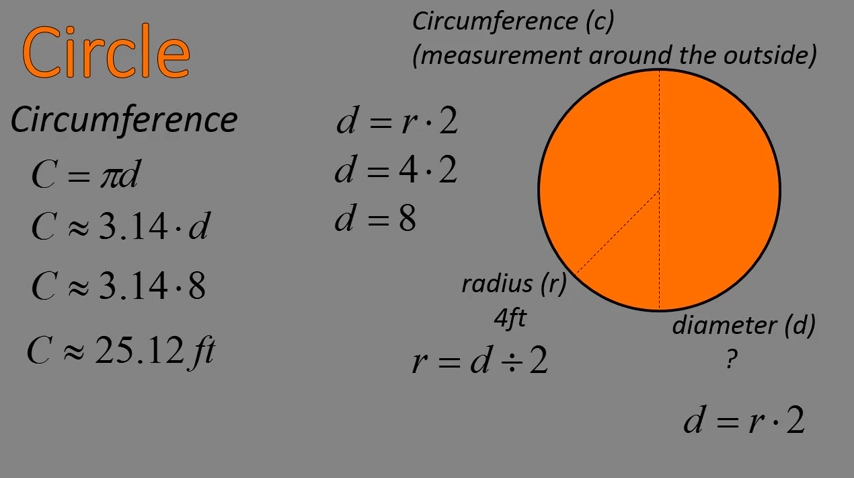 Circle
Circumference (c)
(measurement around the outside)
Circumference
C = πd
C ≈ 3.14 · d
C ≈ 3.14 · 8
C ≈ 25.12 ft
d = r · 2
d = 4 · 2
d = 8
radius (r)
4ft
r = d ÷ 2
diameter (d)
?
d = r · 2